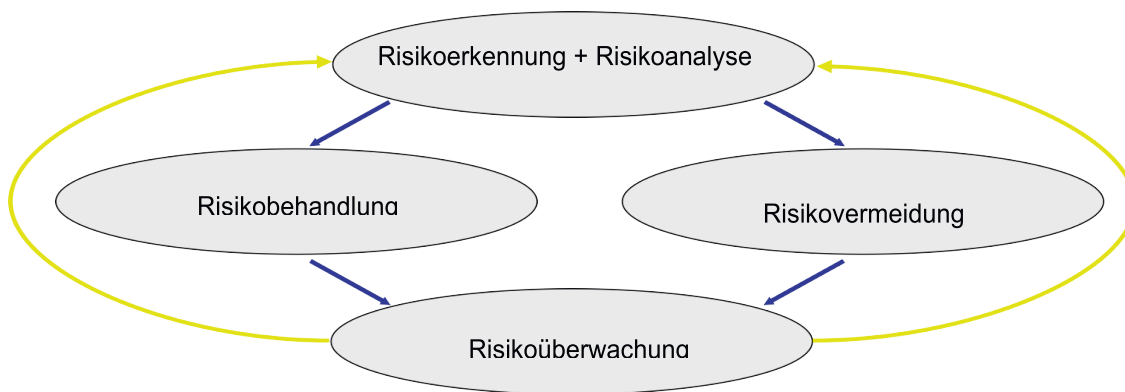 Risikoerkennung + Risikoanalyse
Risikobehandlung
Risikovermeidung
Risikoüberwachung